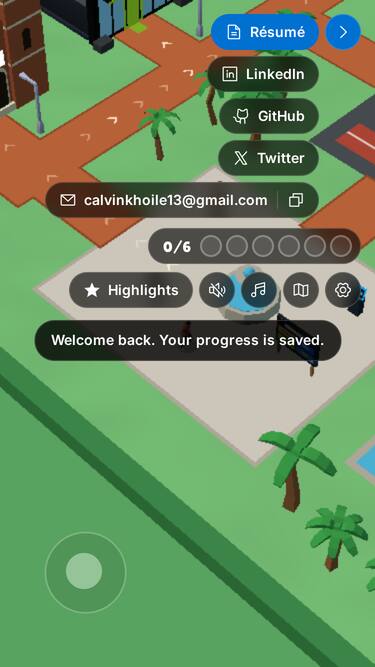 Résumé
LinkedIn
GitHub
Twitter
calvinkhoile13@gmail.com
0/6
Highlights
Welcome back. Your progress is saved.